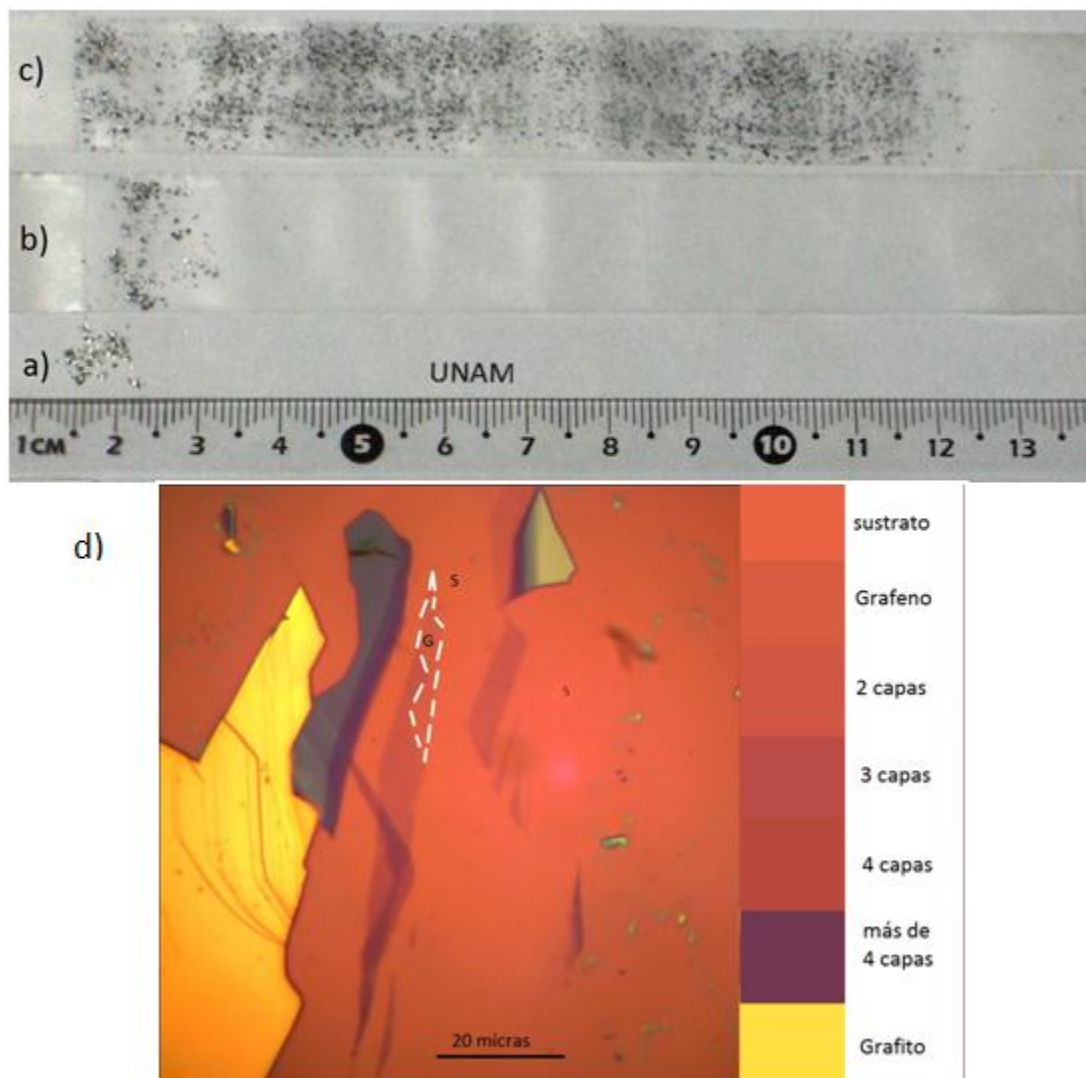 c)
b)
a)
UNAM
1CM 2 3 4 5 6 7 8 9 10 11 12 13
d)
S
G
S
20 micras
sustrato
Grafeno
2 capas
3 capas
4 capas
más de
4 capas
Grafito